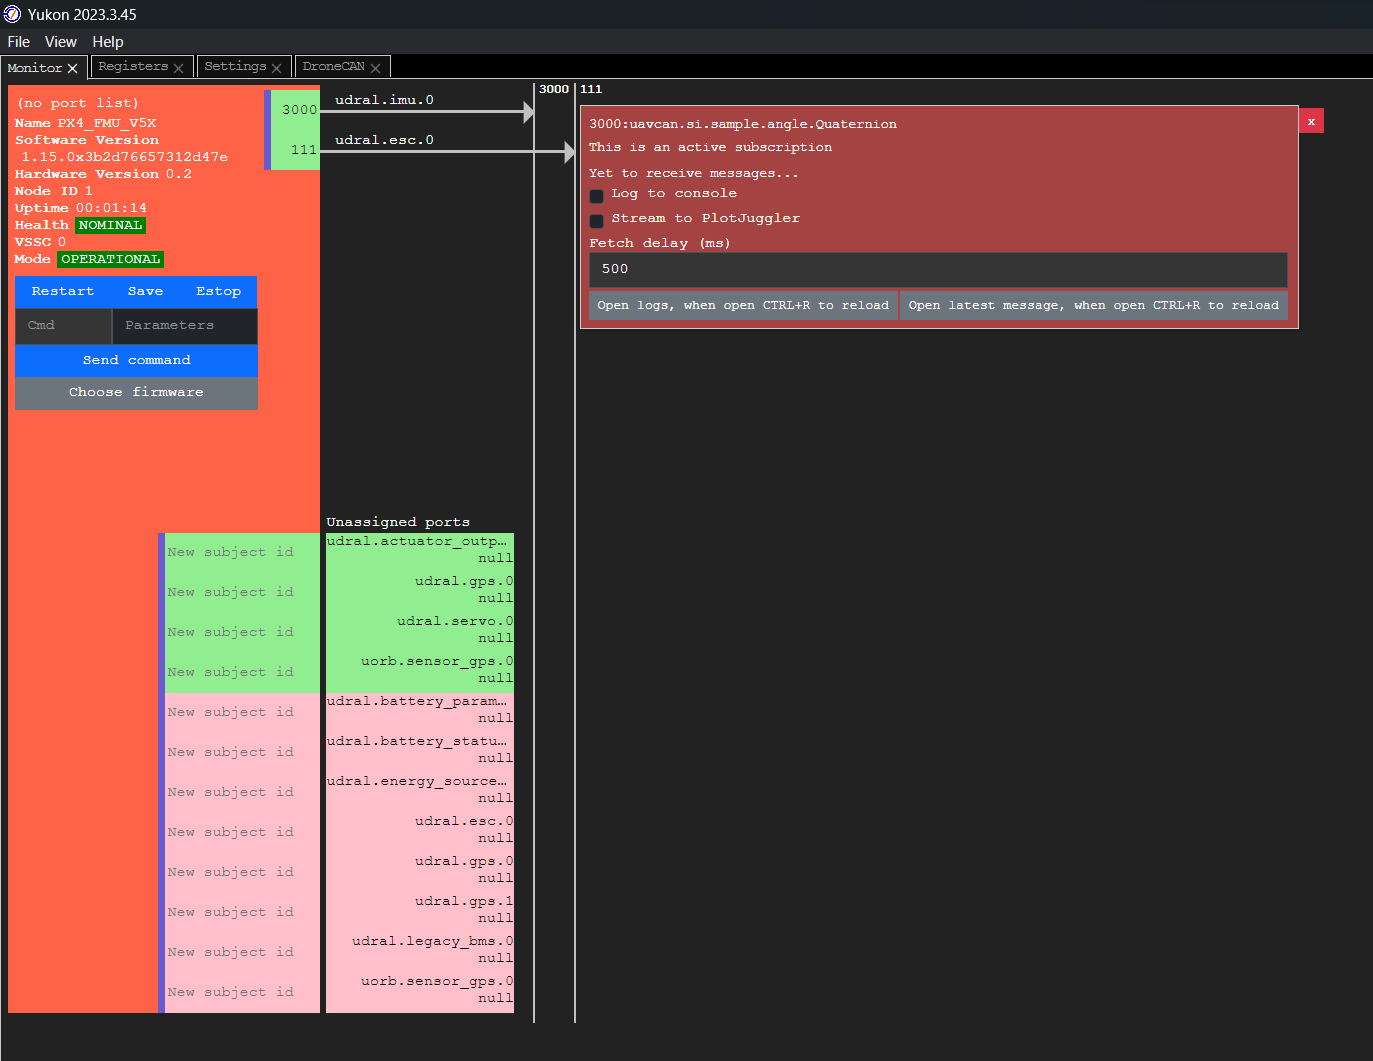 Yukon 2023.3.45
File View Help
Monitor Registers Settings DroneCAN
(no port list)
Name PX4_FMU_V5X
Software Version
1.15.0x3b2d76657312d47e
Hardware Version 0.2
Node ID 1
Uptime 00:01:14
Health NOMINAL
VSSC 0
Mode OPERATIONAL
Restart Save Estop
Cmd Parameters
Send command
Choose firmware
3000 udral.imu.0
111 udral.esc.0
3000 111
3000:uavcan.si.sample.angle.Quaternion
x
This is an active subscription
Yet to receive messages...
Log to console
Stream to PlotJuggler
Fetch delay (ms)
500
Open logs, when open CTRL+R to reload Open latest message, when open CTRL+R to reload
Unassigned ports
New subject id udral.actuator_outp…
null
New subject id udral.gps.0
null
New subject id udral.servo.0
null
New subject id uorb.sensor_gps.0
null
New subject id udral.battery_param…
null
New subject id udral.battery_statu…
null
New subject id udral.energy_source…
null
New subject id udral.esc.0
null
New subject id udral.gps.0
null
New subject id udral.gps.1
null
New subject id udral.legacy_bms.0
null
New subject id uorb.sensor_gps.0
null